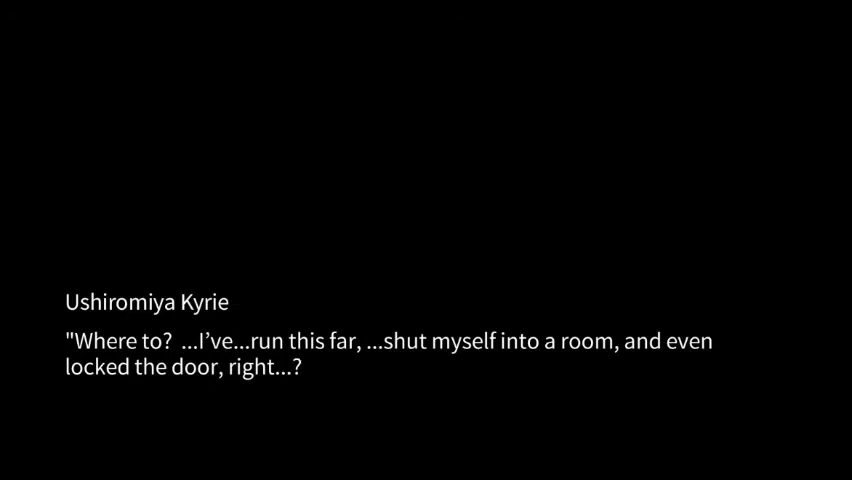 Ushiromiya Kyrie
"Where to?  ...I’ve...run this far, ...shut myself into a room, and even
locked the door, right...?